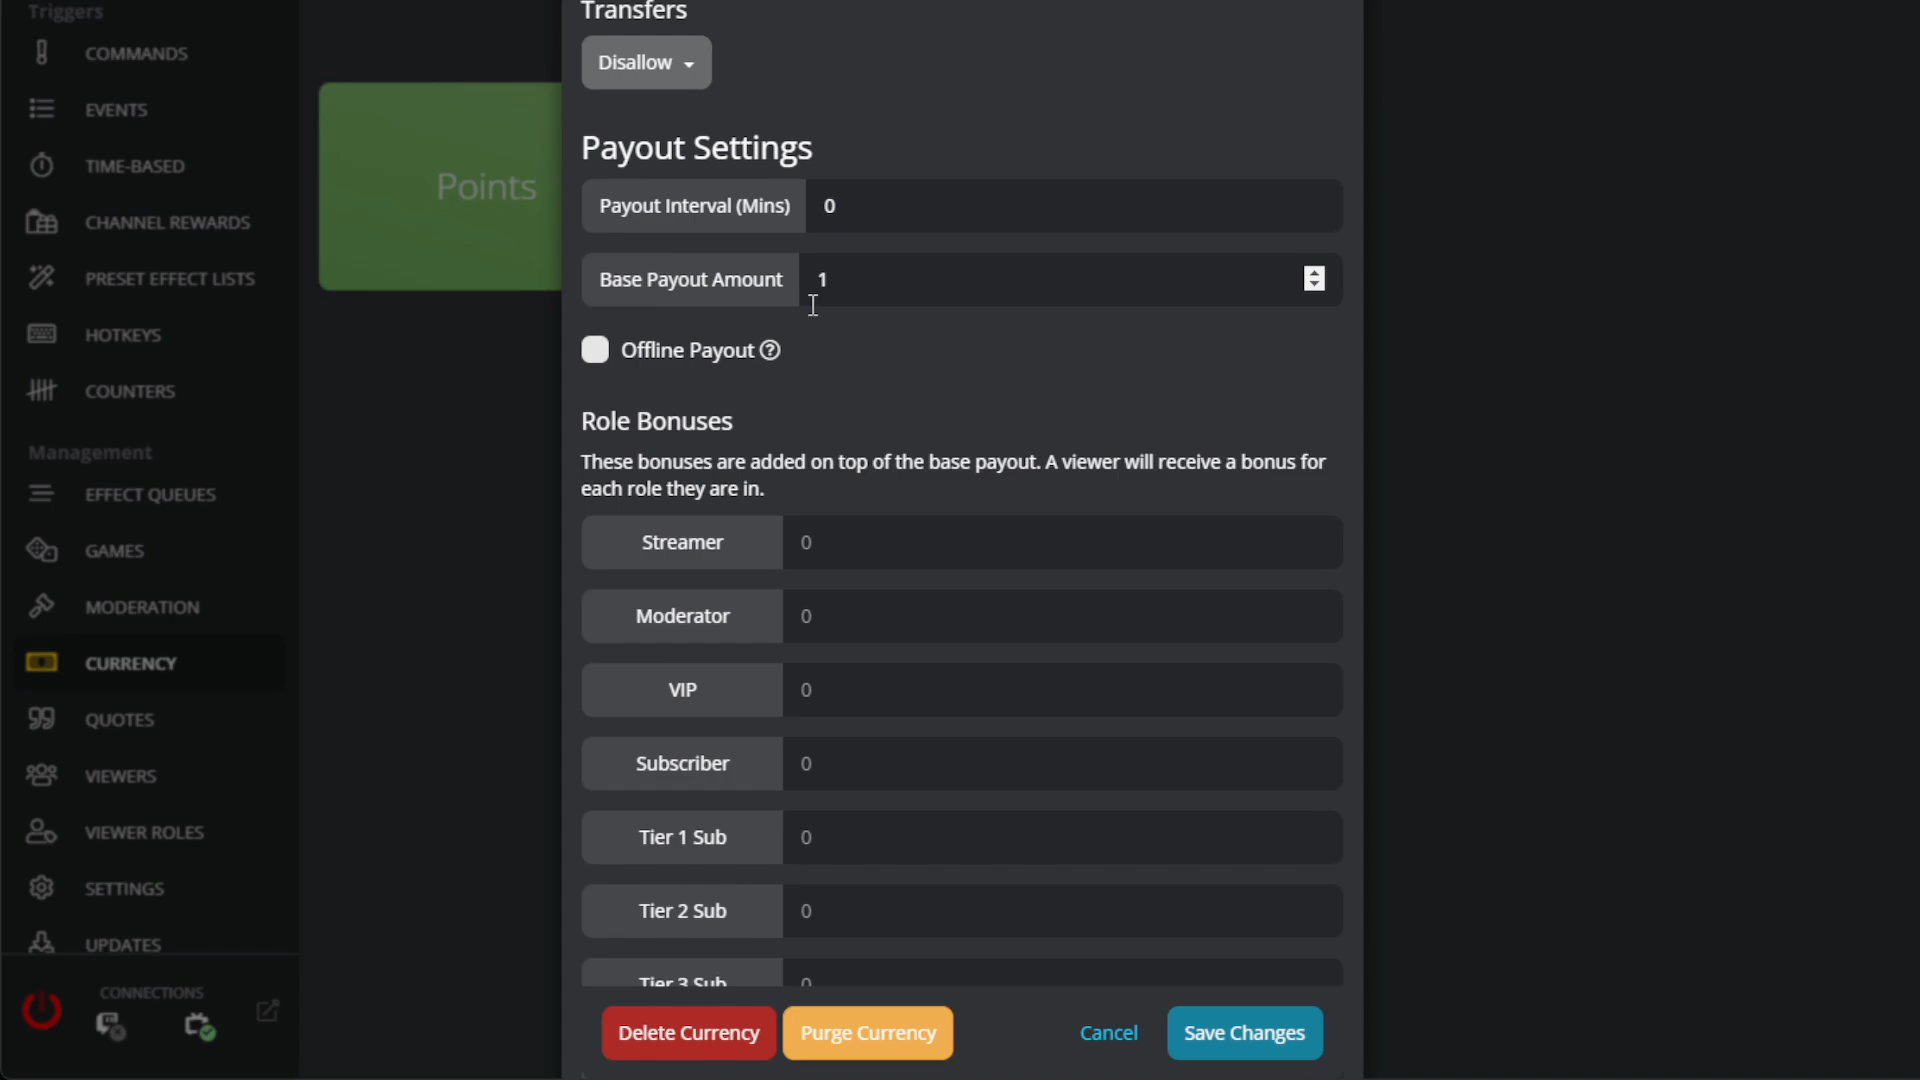 Triggers
COMMANDS
EVENTS
TIME-BASED
CHANNEL REWARDS
PRESET EFFECT LISTS
HOTKEYS
COUNTERS
Management
EFFECT QUEUES
GAMES
MODERATION
CURRENCY
QUOTES
VIEWERS
VIEWER ROLES
SETTINGS
UPDATES
CONNECTIONS
Points
Transfers
Disallow
Payout Settings
Payout Interval (Mins) 0
Base Payout Amount 1
Offline Payout
Role Bonuses
These bonuses are added on top of the base payout. A viewer will receive a bonus for
each role they are in.
Streamer 0
Moderator 0
VIP 0
Subscriber 0
Tier 1 Sub 0
Tier 2 Sub 0
Tier 3 Sub 0
Delete Currency
Purge Currency
Cancel
Save Changes